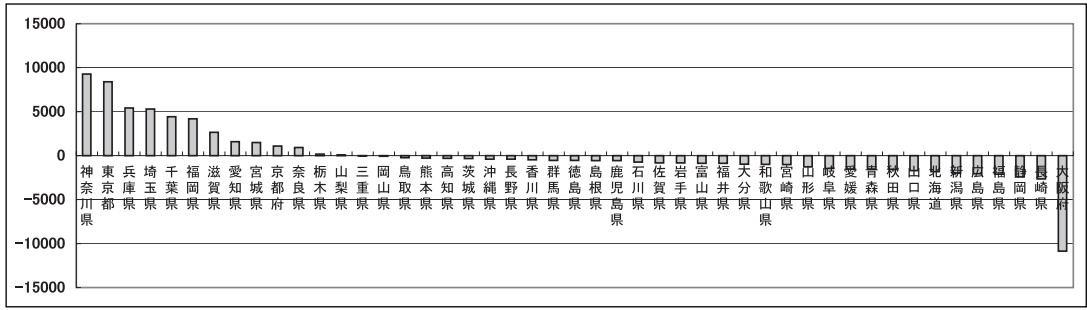 15000
10000
5000
0
-5000
-10000
-15000
神奈川県
東京都
兵庫県
埼玉県
千葉県
福岡県
滋賀県
愛知県
宮城県
京都府
奈良県
栃木県
山梨県
三重県
岡山県
鳥取県
熊本県
高知県
茨城県
沖縄県
長野県
香川県
群馬県
徳島県
島根県
鹿児島県
石川県
佐賀県
岩手県
富山県
福井県
大分県
和歌山県
宮崎県
山形県
岐阜県
愛媛県
青森県
秋田県
山口県
北海道
新潟県
広島県
福島県
静岡県
長崎県
大阪府